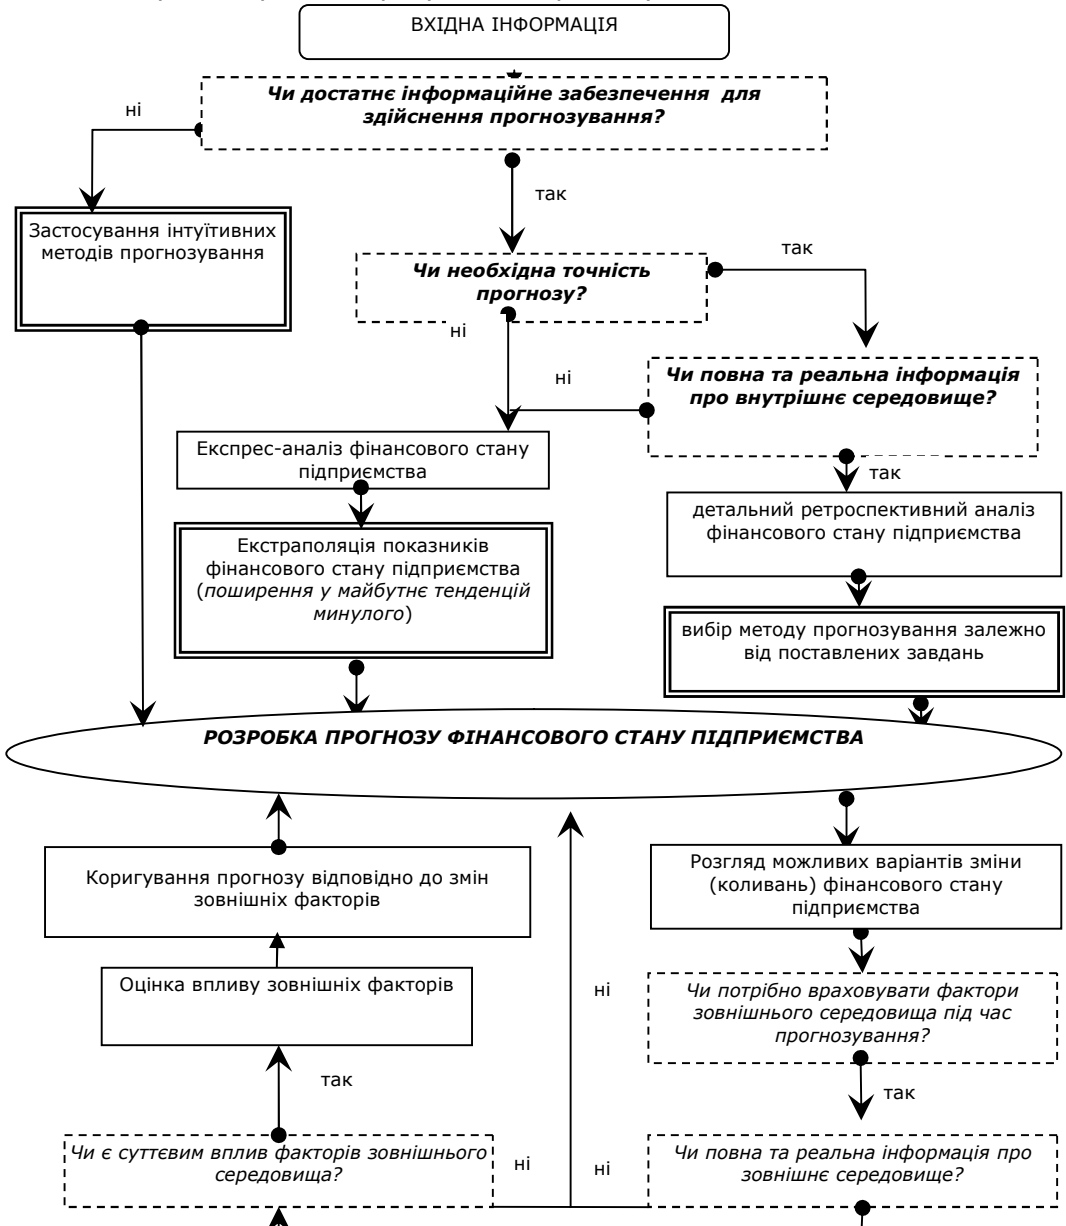 ВХІДНА ІНФОРМАЦІЯ
Чи достатнє інформаційне забезпечення для
здійснення прогнозування?
ні
так
Застосування інтуїтивних
методів прогнозування
Чи необхідна точність
прогнозу?
так
ні
Чи повна та реальна інформація
про внутрішнє середовище?
ні
так
Експрес-аналіз фінансового стану
підприємства
детальний ретроспективний аналіз
фінансового стану підприємства
Екстраполяція показників
фінансового стану підприємства
(поширення у майбутнє тенденцій
минулого)
вибір методу прогнозування залежно
від поставлених завдань
РОЗРОБКА ПРОГНОЗУ ФІНАНСОВОГО СТАНУ ПІДПРИЄМСТВА
Коригування прогнозу відповідно до змін
зовнішніх факторів
Розгляд можливих варіантів зміни
(коливань) фінансового стану
підприємства
Оцінка впливу зовнішніх факторів
ні
Чи потрібно враховувати фактори
зовнішнього середовища під час
прогнозування?
так
так
Чи є суттєвим вплив факторів зовнішнього
середовища?
ні
ні
Чи повна та реальна інформація про
зовнішнє середовище?